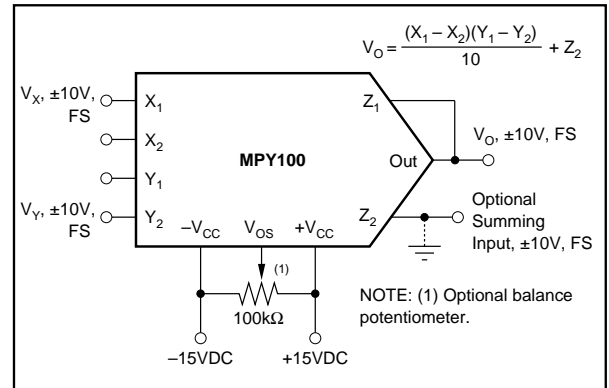 V_O = (X_1 – X_2)(Y_1 – Y_2) / 10 + Z_2
V_X, ±10V,
FS
X_1
X_2
Y_1
V_Y, ±10V,
FS
Y_2
MPY100
Z_1
Out
Z_2
V_O, ±10V, FS
Optional
Summing
Input, ±10V, FS
–V_CC
V_OS
+V_CC
(1)
100kΩ
–15VDC
+15VDC
NOTE: (1) Optional balance
potentiometer.